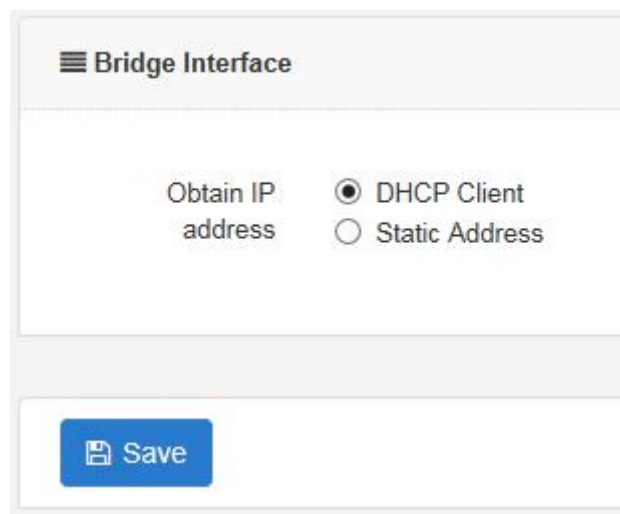 Bridge Interface
Obtain IP address
DHCP Client
Static Address
Save